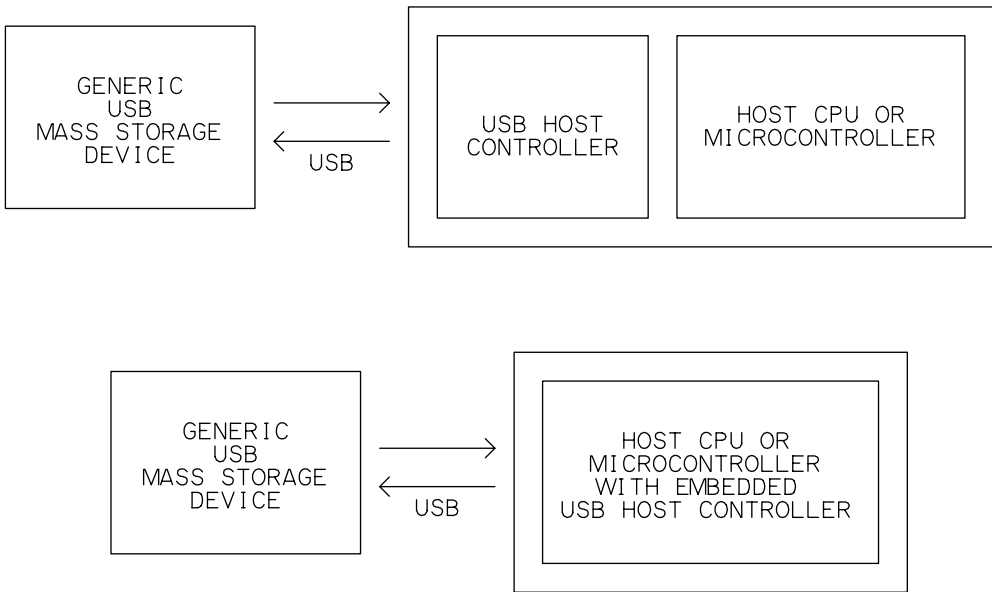 GENERIC
USB
MASS STORAGE
DEVICE
USB
USB HOST
CONTROLLER
HOST CPU OR
MICROCONTROLLER
GENERIC
USB
MASS STORAGE
DEVICE
USB
HOST CPU OR
MICROCONTROLLER
WITH EMBEDDED
USB HOST CONTROLLER